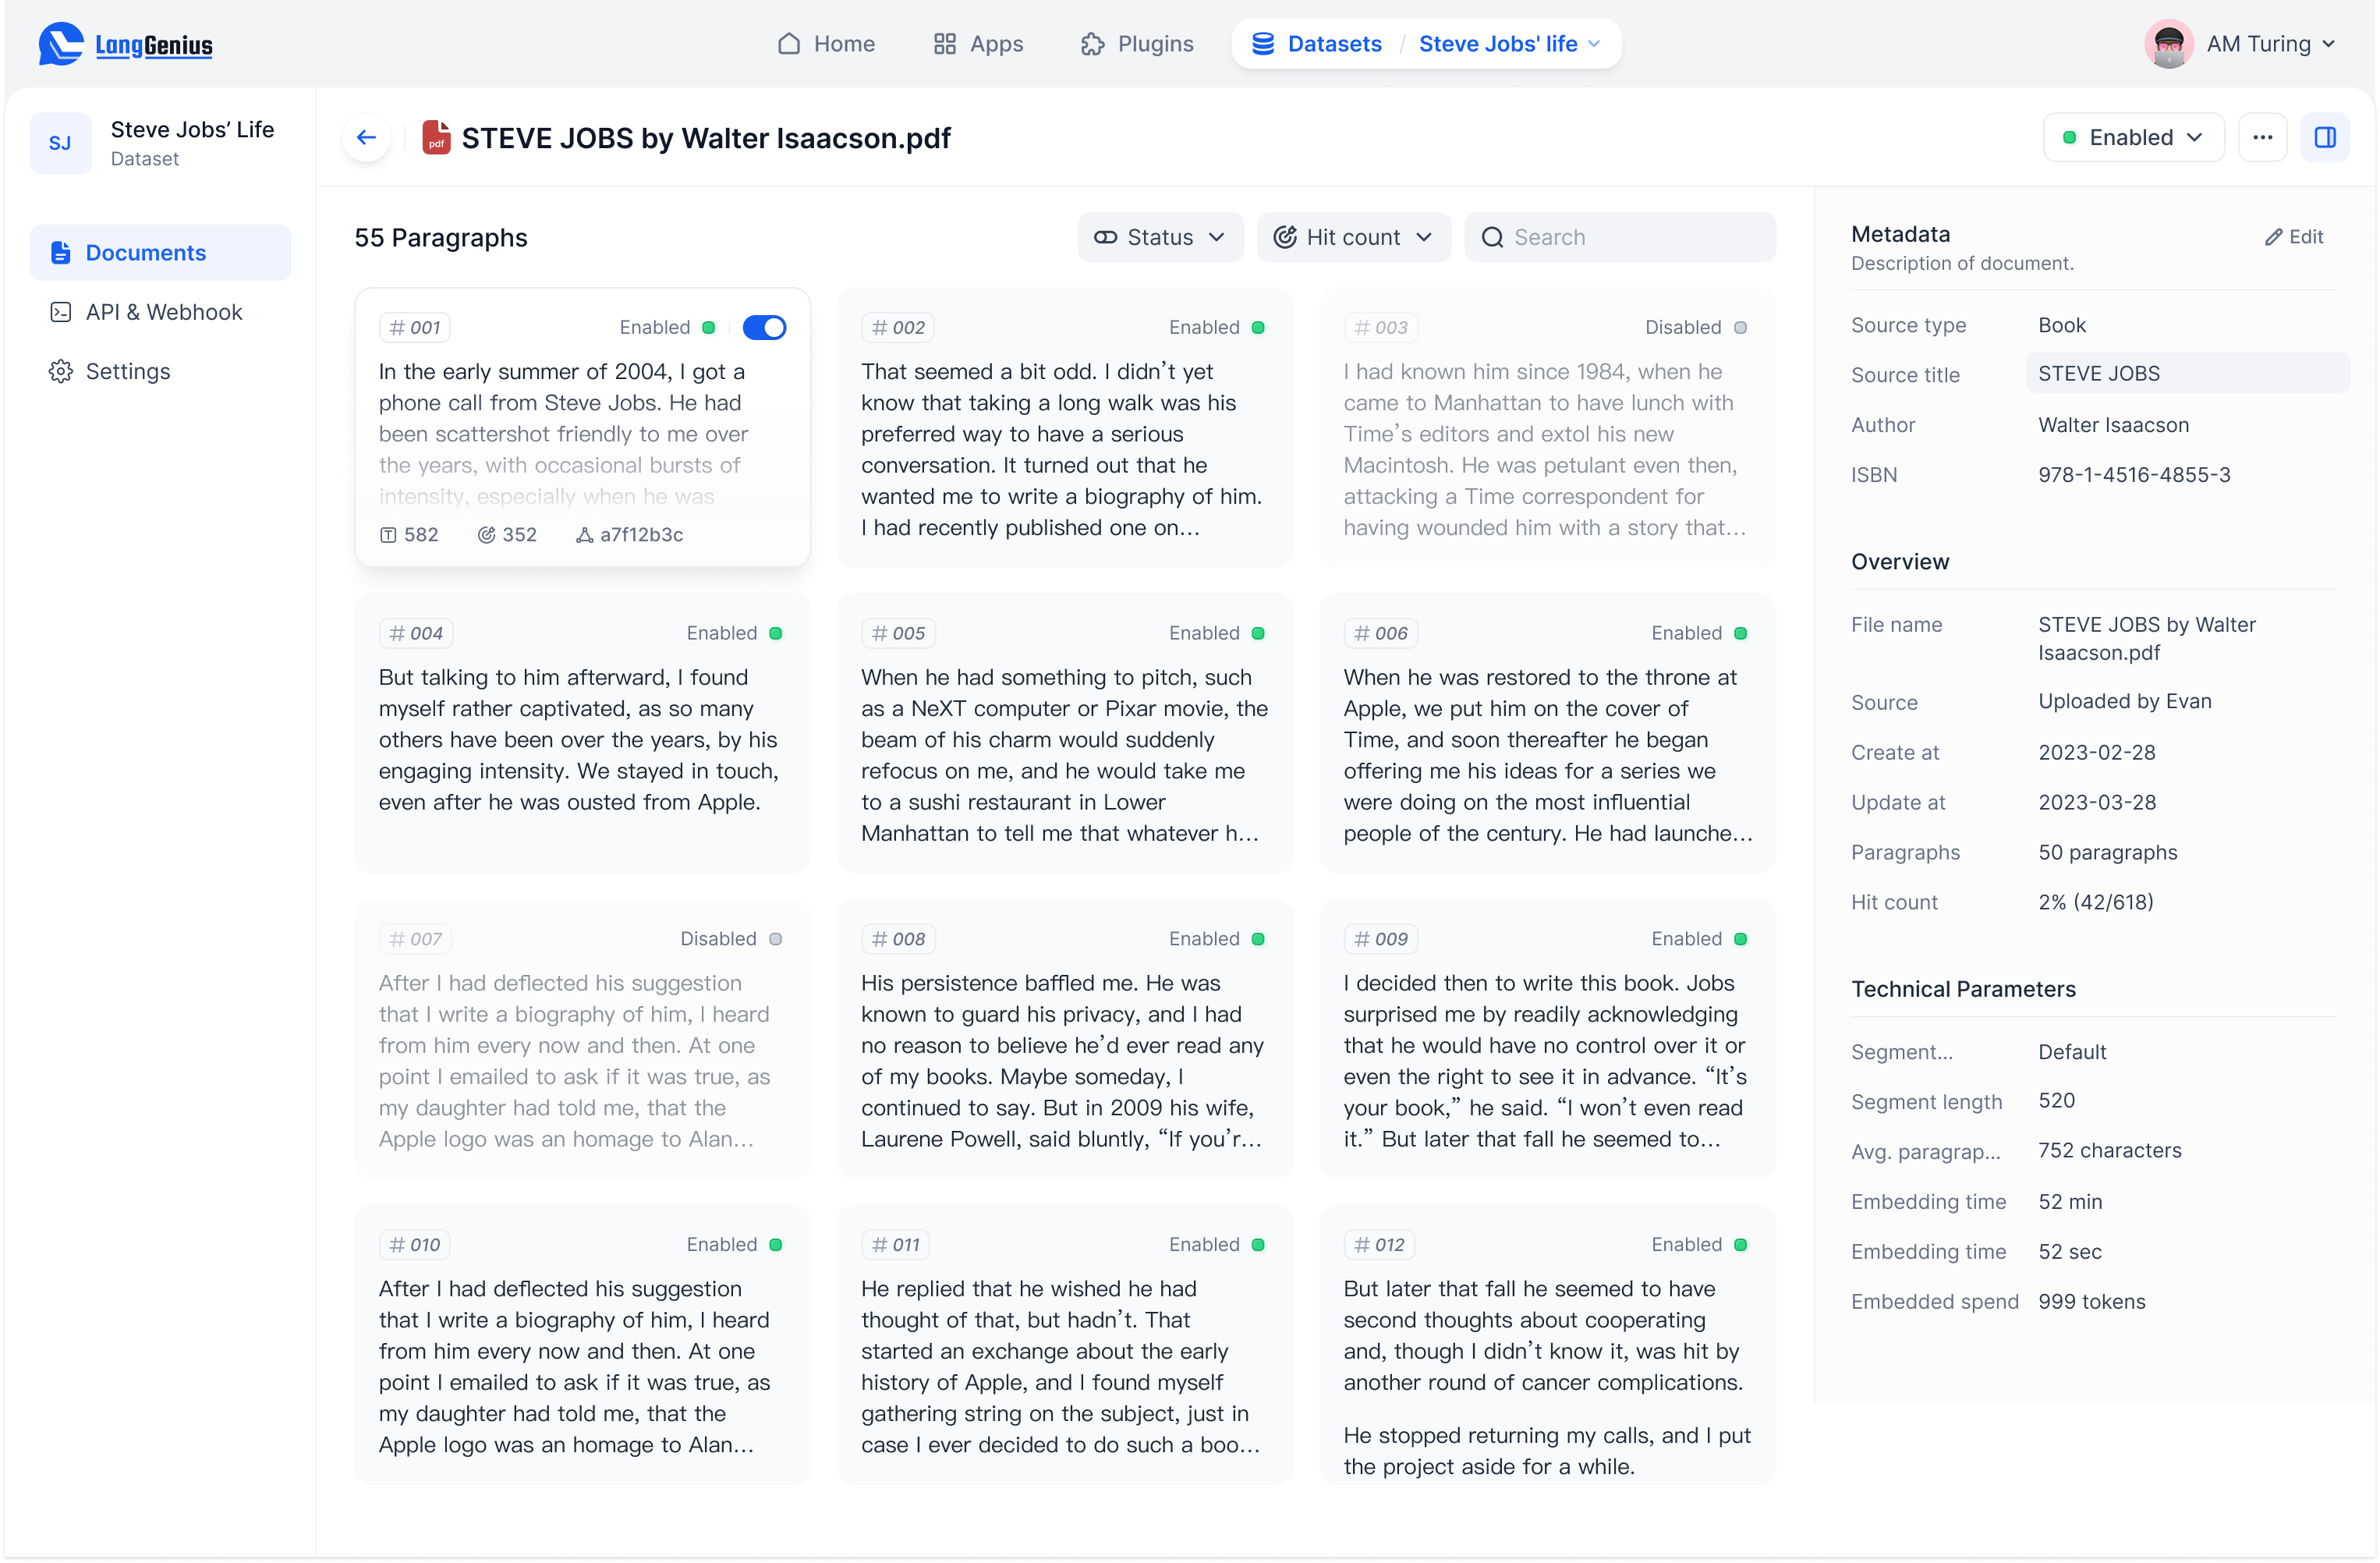 LangGenius
Home
Apps
Plugins
Datasets / Steve Jobs' life
AM Turing
SJ
Steve Jobs’ Life
Dataset
Documents
API & Webhook
Settings
pdf
STEVE JOBS by Walter Isaacson.pdf
Enabled
55 Paragraphs
Status
Hit count
Search
# 001
Enabled
In the early summer of 2004, I got a
phone call from Steve Jobs. He had
been scattershot friendly to me over
the years, with occasional bursts of
intensity, especially when he was
582
352
a7f12b3c
# 002
Enabled
That seemed a bit odd. I didn’t yet
know that taking a long walk was his
preferred way to have a serious
conversation. It turned out that he
wanted me to write a biography of him.
I had recently published one on...
# 003
Disabled
I had known him since 1984, when he
came to Manhattan to have lunch with
Time’s editors and extol his new
Macintosh. He was petulant even then,
attacking a Time correspondent for
having wounded him with a story that...
# 004
Enabled
But talking to him afterward, I found
myself rather captivated, as so many
others have been over the years, by his
engaging intensity. We stayed in touch,
even after he was ousted from Apple.
# 005
Enabled
When he had something to pitch, such
as a NeXT computer or Pixar movie, the
beam of his charm would suddenly
refocus on me, and he would take me
to a sushi restaurant in Lower
Manhattan to tell me that whatever h...
# 006
Enabled
When he was restored to the throne at
Apple, we put him on the cover of
Time, and soon thereafter he began
offering me his ideas for a series we
were doing on the most influential
people of the century. He had launche...
# 007
Disabled
After I had deflected his suggestion
that I write a biography of him, I heard
from him every now and then. At one
point I emailed to ask if it was true, as
my daughter had told me, that the
Apple logo was an homage to Alan...
# 008
Enabled
His persistence baffled me. He was
known to guard his privacy, and I had
no reason to believe he’d ever read any
of my books. Maybe someday, I
continued to say. But in 2009 his wife,
Laurene Powell, said bluntly, “If you’r...
# 009
Enabled
I decided then to write this book. Jobs
surprised me by readily acknowledging
that he would have no control over it or
even the right to see it in advance. “It’s
your book,” he said. “I won’t even read
it.” But later that fall he seemed to...
# 010
Enabled
After I had deflected his suggestion
that I write a biography of him, I heard
from him every now and then. At one
point I emailed to ask if it was true, as
my daughter had told me, that the
Apple logo was an homage to Alan...
# 011
Enabled
He replied that he wished he had
thought of that, but hadn’t. That
started an exchange about the early
history of Apple, and I found myself
gathering string on the subject, just in
case I ever decided to do such a boo...
# 012
Enabled
But later that fall he seemed to have
second thoughts about cooperating
and, though I didn’t know it, was hit by
another round of cancer complications.
He stopped returning my calls, and I put
the project aside for a while.
Metadata
Edit
Description of document.
Source type Book
Source title STEVE JOBS
Author Walter Isaacson
ISBN 978-1-4516-4855-3
Overview
File name STEVE JOBS by Walter
Isaacson.pdf
Source Uploaded by Evan
Create at 2023-02-28
Update at 2023-03-28
Paragraphs 50 paragraphs
Hit count 2% (42/618)
Technical Parameters
Segment... Default
Segment length 520
Avg. paragrap... 752 characters
Embedding time 52 min
Embedding time 52 sec
Embedded spend 999 tokens